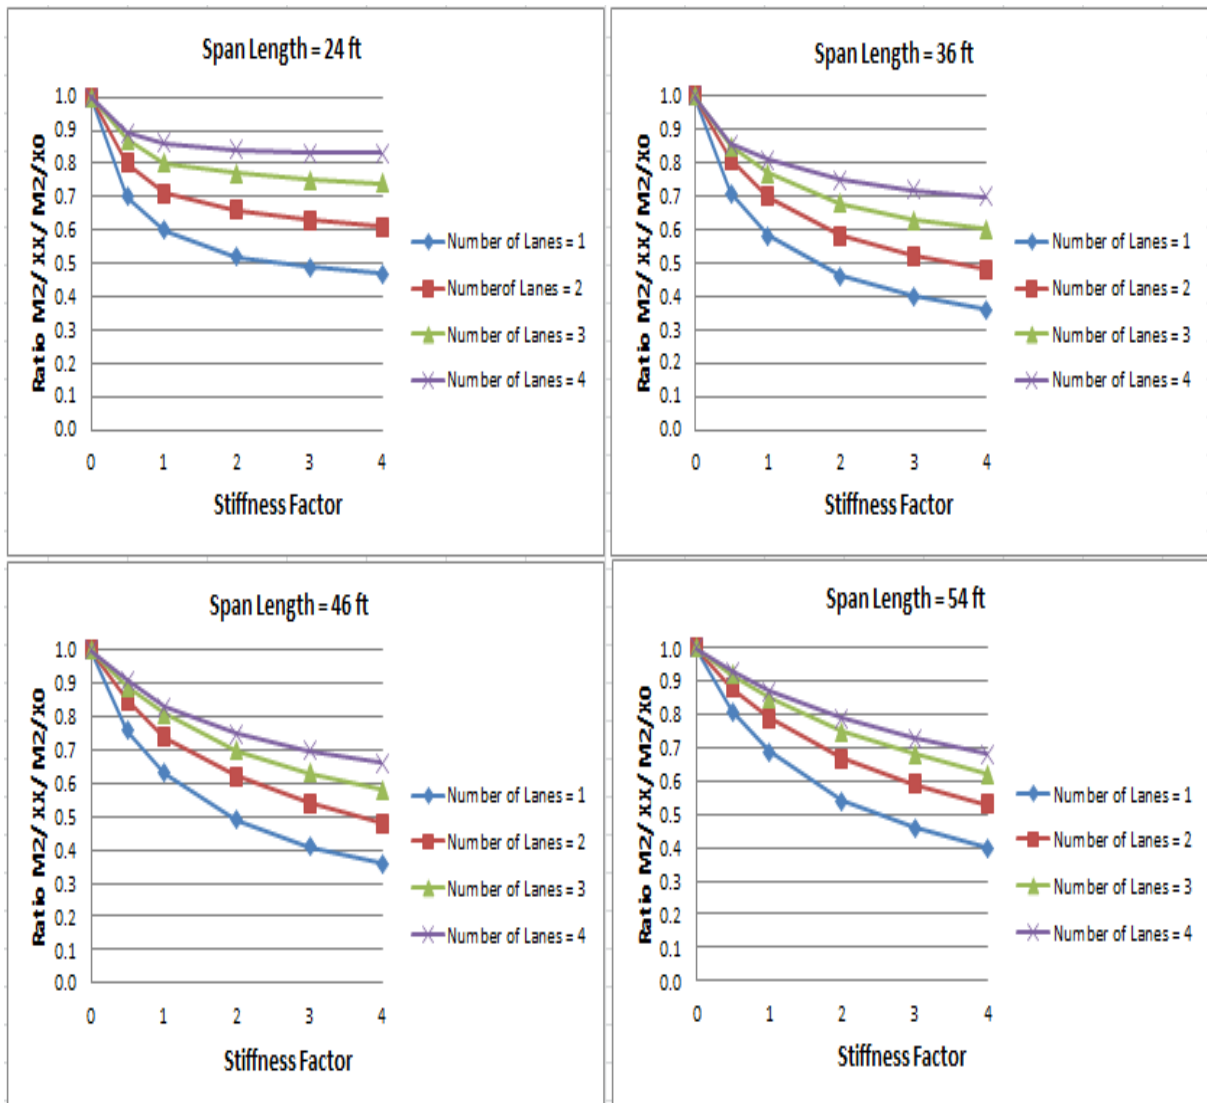 Span Length = 24 ft
Ratio M2/ XX/ M2/X0
1.0
0.9
0.8
0.7
0.6
0.5
0.4
0.3
0.2
0.1
0.0
0 1 2 3 4
Stiffness Factor
Number of Lanes = 1
Numberof Lanes = 2
Number of Lanes = 3
Number of Lanes = 4
Span Length = 36 ft
Ratio M2/ XX/ M2/X0
1.0
0.9
0.8
0.7
0.6
0.5
0.4
0.3
0.2
0.1
0.0
0 1 2 3 4
Stiffness Factor
Number of Lanes = 1
Number of Lanes = 2
Number of Lanes = 3
Number of Lanes = 4
Span Length = 46 ft
Ratio M2/ XX/ M2/X0
1.0
0.9
0.8
0.7
0.6
0.5
0.4
0.3
0.2
0.1
0.0
0 1 2 3 4
Stiffness Factor
Number of Lanes = 1
Number of Lanes = 2
Number of Lanes = 3
Number of Lanes = 4
Span Length = 54 ft
Ratio M2/ XX/ M2/X0
1.0
0.9
0.8
0.7
0.6
0.5
0.4
0.3
0.2
0.1
0.0
0 1 2 3 4
Stiffness Factor
Number of Lanes = 1
Number of Lanes = 2
Number of Lanes = 3
Number of Lanes = 4